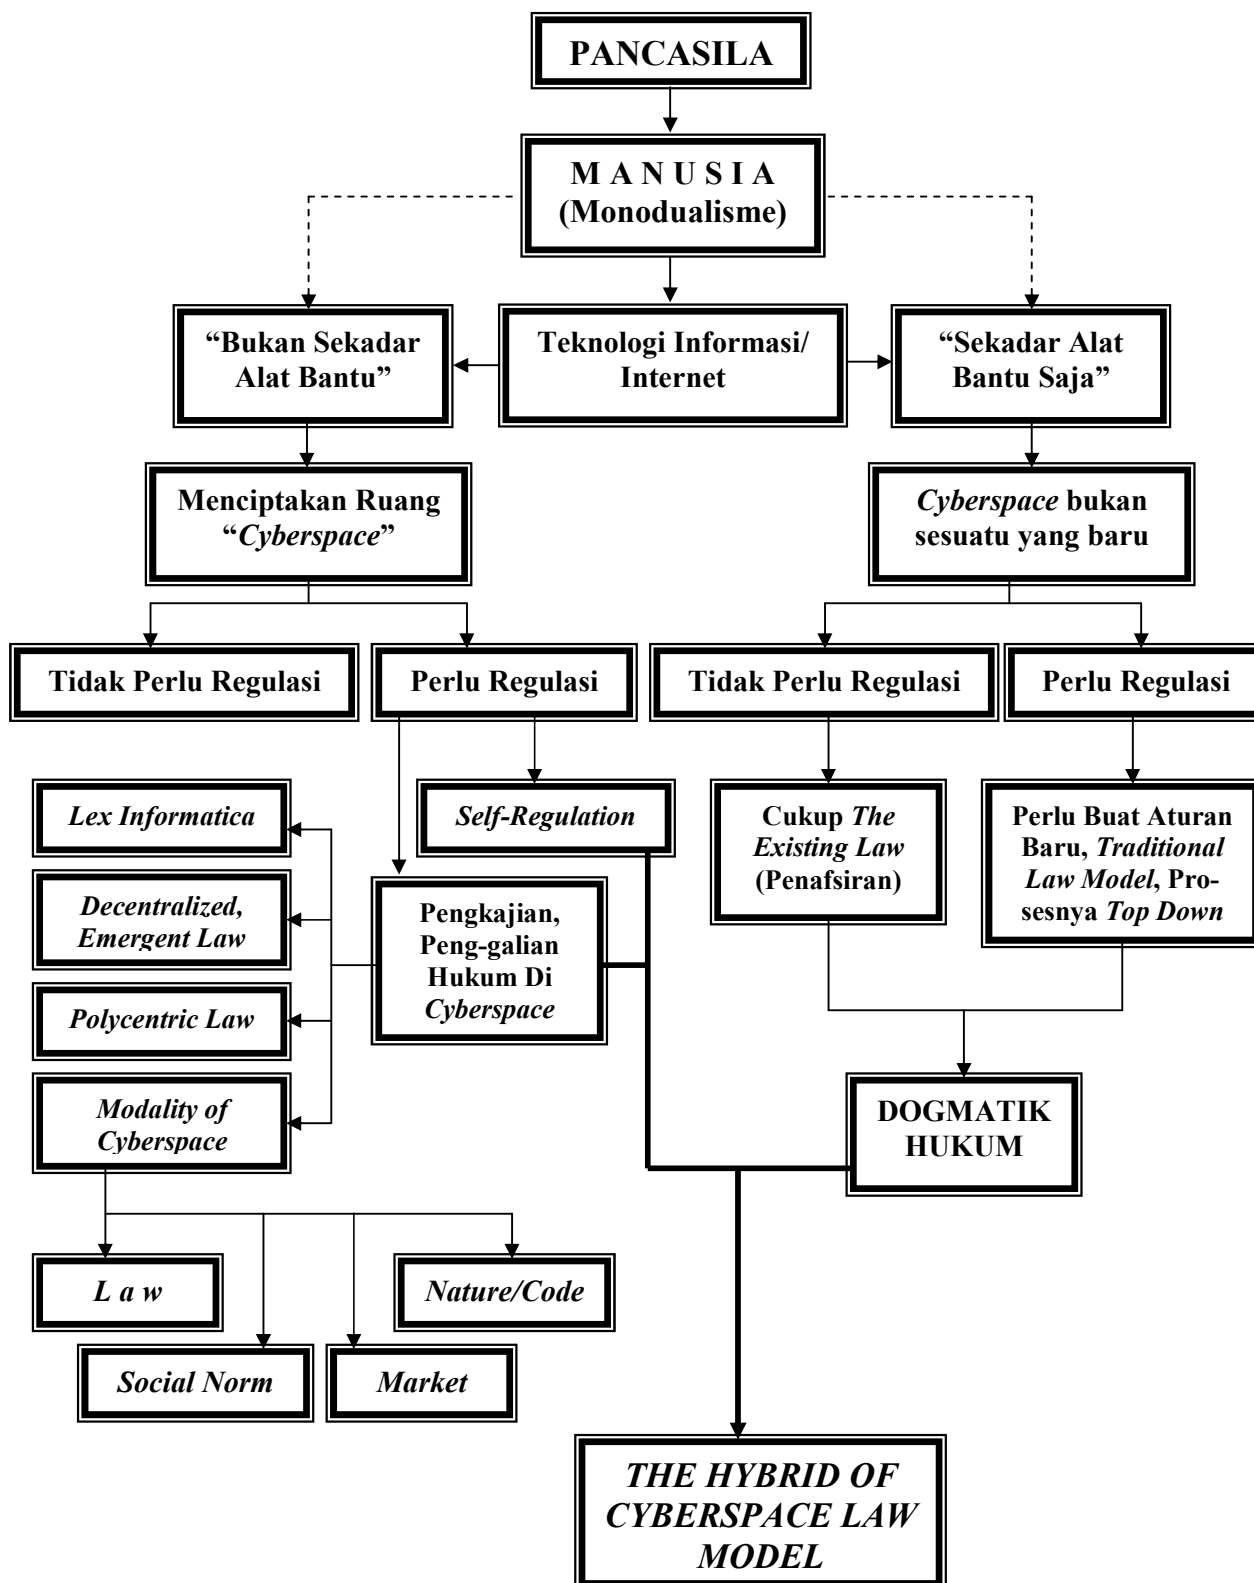 PANCASILA
M A N U S I A
(Monodualisme)
“Bukan Sekadar
Alat Bantu”
Teknologi Informasi/
Internet
“Sekadar Alat
Bantu Saja”
Menciptakan Ruang
“Cyberspace”
Cyberspace bukan
sesuatu yang baru
Tidak Perlu Regulasi
Perlu Regulasi
Tidak Perlu Regulasi
Perlu Regulasi
Lex Informatica
Self-Regulation
Cukup The
Existing Law
(Penafsiran)
Perlu Buat Aturan
Baru, Traditional
Law Model, Pro-
sesnya Top Down
Decentralized,
Emergent Law
Pengkajian,
Peng-galian
Hukum Di
Cyberspace
Polycentric Law
Modality of
Cyberspace
DOGMATIK
HUKUM
L a w
Nature/Code
Social Norm
Market
THE HYBRID OF
CYBERSPACE LAW
MODEL